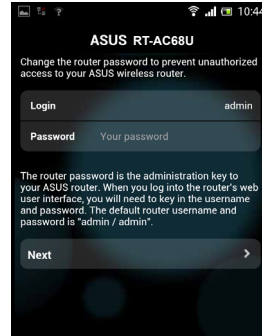 10:44
ASUS RT-AC68U
Change the router password to prevent unauthorized
access to your ASUS wireless router.
Login admin
Password Your password
The router password is the administration key to
your ASUS router. When you log into the router's web
user interface, you will need to key in the username
and password. The default router username and
password is "admin / admin".
Next